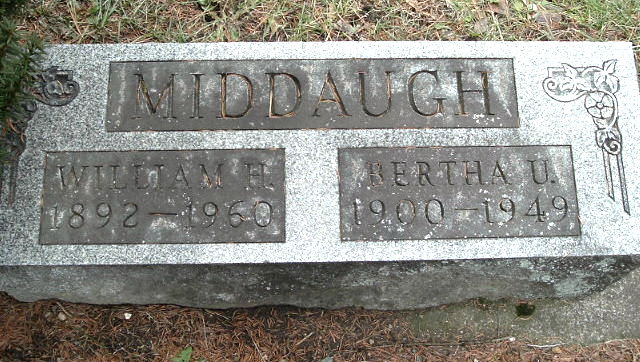 MIDDAUGH
WILLIAM H.
1892-1960
BERTHA U.
1900-1949